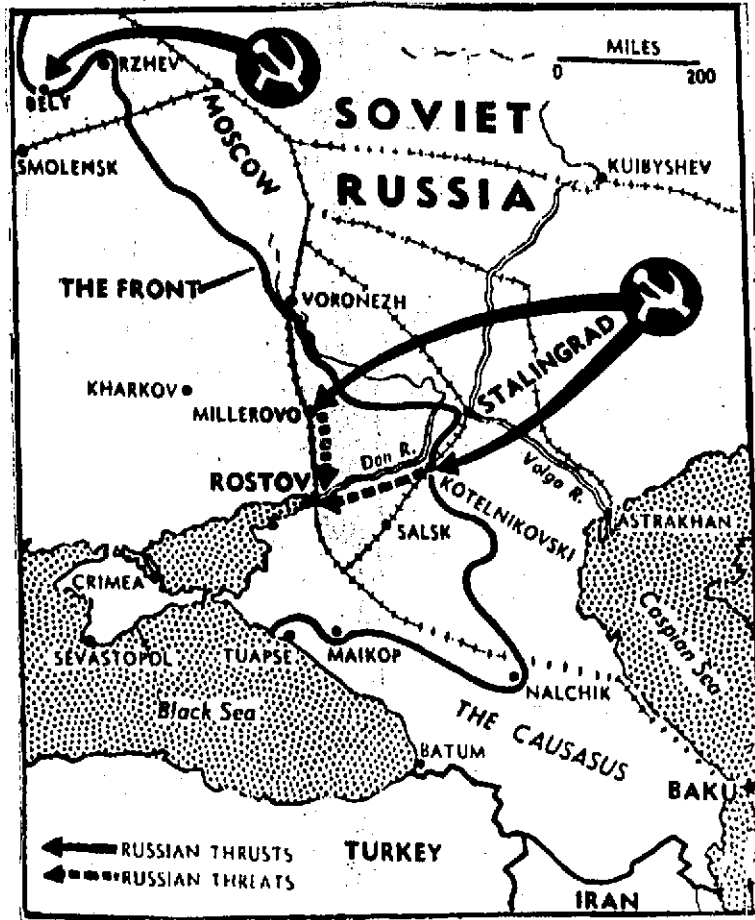 MILES
0 200
RZHEV
BELY
MOSCOW
SOVIET
RUSSIA
SMOLENSK
KUIBYSHEV
THE FRONT
VORONEZH
STALINGRAD
KHARKOV
MILLEROVO
Don R.
Volga R.
ROSTOV
KOTELNIKOVSKI
SALSK
ASTRAKHAN
CRIMEA
Caspian Sea
SEVASTOPOL
TUAPSE
MAIKOP
NALCHIK
Black Sea
THE CAUSASUS
BATUM
BAKU
RUSSIAN THRUSTS
RUSSIAN THREATS
TURKEY
IRAN